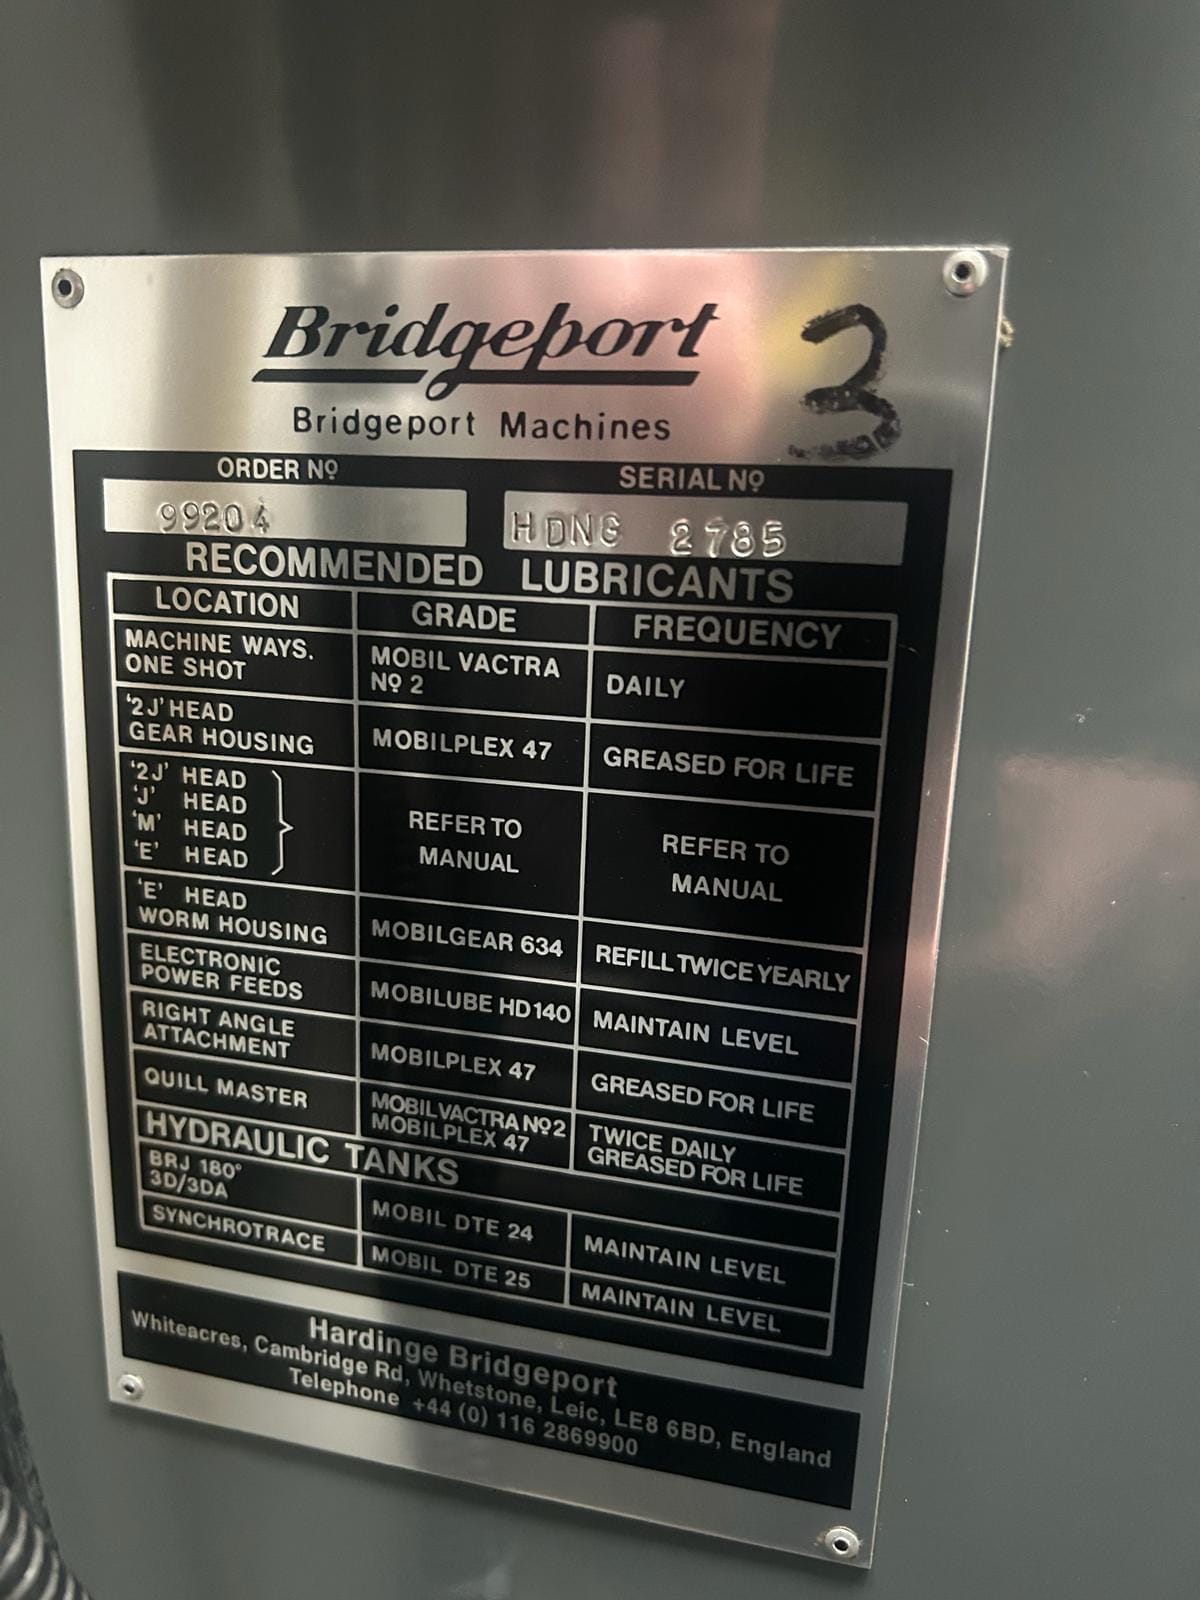 Bridgeport
3
Bridgeport Machines
ORDER Nº
SERIAL Nº
99204
HDNG 2785
RECOMMENDED LUBRICANTS
LOCATION GRADE FREQUENCY
MACHINE WAYS.
ONE SHOT
MOBIL VACTRA
Nº 2
DAILY
'2J' HEAD
GEAR HOUSING
MOBILPLEX 47
GREASED FOR LIFE
'2J' HEAD
'J' HEAD
'M' HEAD
'E' HEAD
REFER TO
MANUAL
REFER TO
MANUAL
'E' HEAD
WORM HOUSING
MOBILGEAR 634
REFILL TWICE YEARLY
ELECTRONIC
POWER FEEDS
MOBILUBE HD140
MAINTAIN LEVEL
RIGHT ANGLE
ATTACHMENT
MOBILPLEX 47
GREASED FOR LIFE
QUILL MASTER
MOBIL VACTRA Nº2
MOBILPLEX 47
TWICE DAILY
GREASED FOR LIFE
HYDRAULIC TANKS
BRJ 180°
3D/3DA
MOBIL DTE 24
MAINTAIN LEVEL
SYNCHROTRACE
MOBIL DTE 25
MAINTAIN LEVEL
Hardinge Bridgeport
Whiteacres, Cambridge Rd, Whetstone, Leic, LE8 6BD, England
Telephone +44 (0) 116 2869900